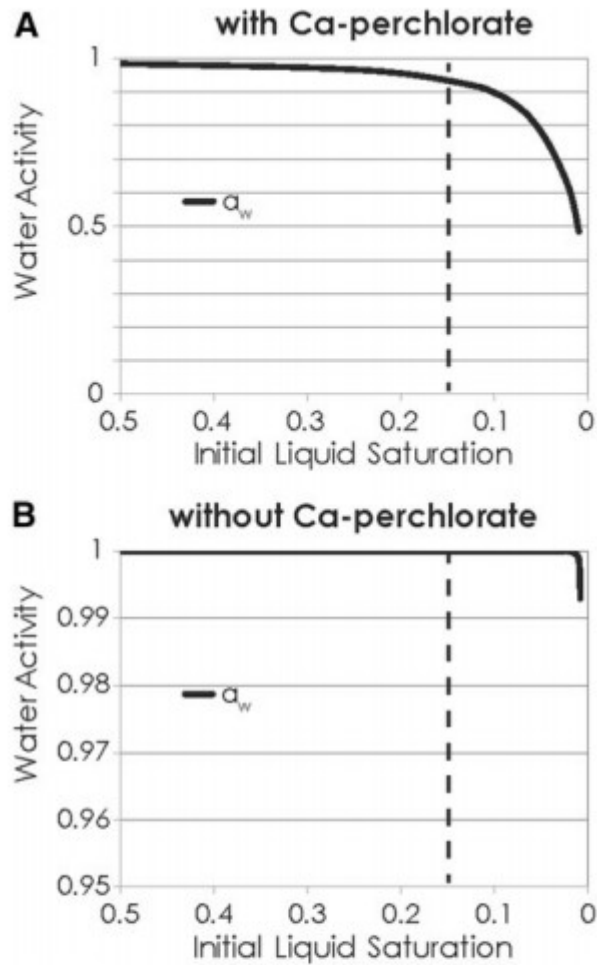 A
with Ca-perchlorate
Water Activity
1
0.5
0
a_w
0.5 0.4 0.3 0.2 0.1 0
Initial Liquid Saturation
B
without Ca-perchlorate
Water Activity
1
0.99
0.98
0.97
0.96
0.95
a_w
0.5 0.4 0.3 0.2 0.1 0
Initial Liquid Saturation